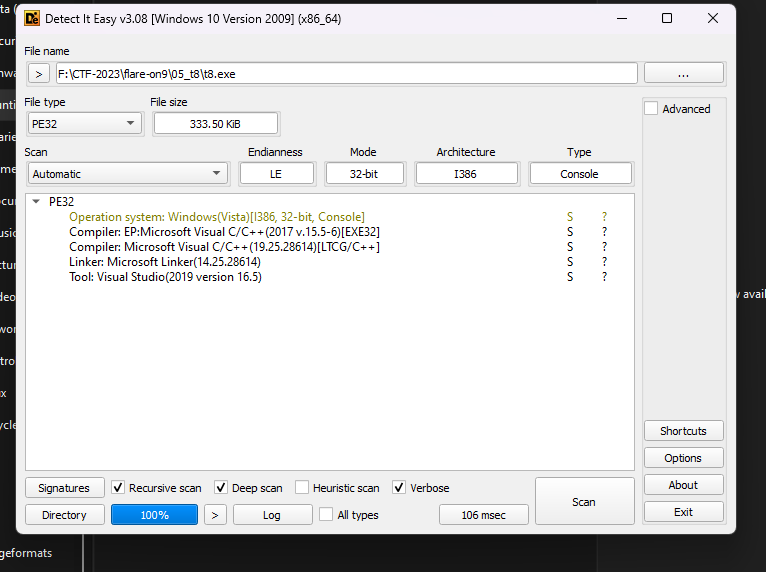 Detect It Easy v3.08 [Windows 10 Version 2009] (x86_64)
File name
> F:\CTF-2023\flare-on9\05_t8\t8.exe ...
File type File size
PE32 333.50 KiB Advanced
Scan Endianness Mode Architecture Type
Automatic LE 32-bit I386 Console
PE32
Operation system: Windows(Vista)[I386, 32-bit, Console] S ?
Compiler: EP:Microsoft Visual C/C++(2017 v.15.5-6)[EXE32] S ?
Compiler: Microsoft Visual C/C++(19.25.28614)[LTCG/C++] S ?
Linker: Microsoft Linker(14.25.28614) S ?
Tool: Visual Studio(2019 version 16.5) S ?
Shortcuts
Options
About
Exit
Signatures Recursive scan Deep scan Heuristic scan Verbose Scan
Directory 100% > Log All types 106 msec
geformats